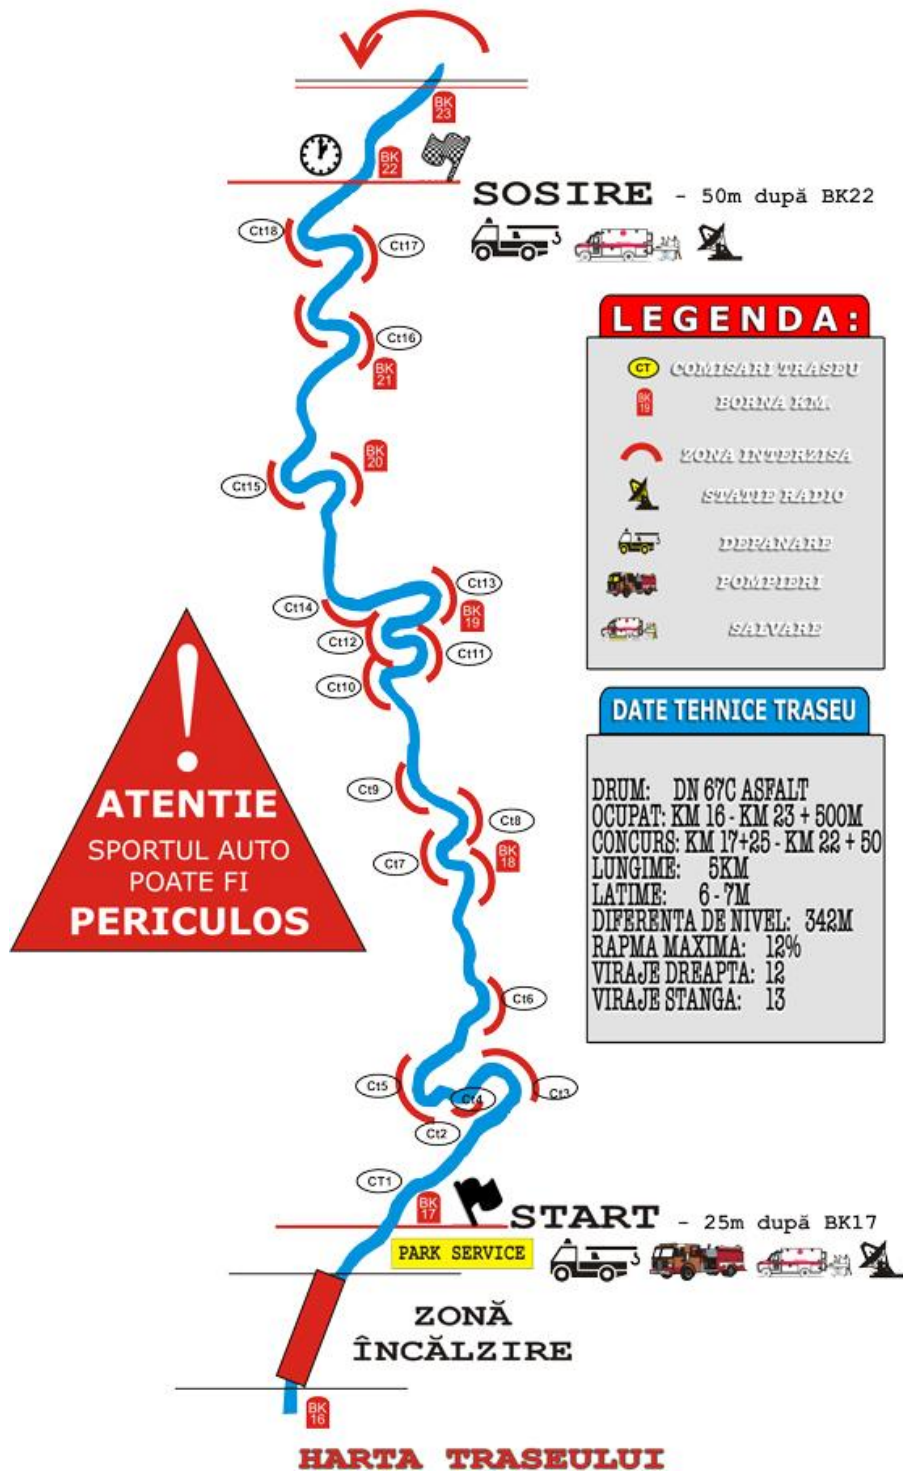 BK
23
BK
22
SOSIRE - 50m după BK22
Ct18
Ct17
Ct16
BK
21
BK
20
Ct15
Ct13
Ct14
BK
19
Ct12
Ct11
Ct10
Ct9
Ct8
BK
18
Ct7
Ct6
Ct5
Ct4
Ct3
Ct2
CT1
BK
17
START - 25m după BK17
PARK SERVICE
ZONĂ
ÎNCĂLZIRE
BK
16
HARTA TRASEULUI
ATENTIE
SPORTUL AUTO
POATE FI
PERICULOS
LEGENDA:
CT COMISARI TRASEU
BK
19
BORNA KM.
ZONA INTERZISA
STATIE RADIO
DEPANARE
POMPIERI
SALVARE
DATE TEHNICE TRASEU
DRUM: DN 67C ASFALT
OCUPAT: KM 16 - KM 23 + 500M
CONCURS: KM 17+25 - KM 22 + 50
LUNGIME: 5KM
LATIME: 6 - 7M
DIFERENTA DE NIVEL: 342M
RAPMA MAXIMA: 12%
VIRAJE DREAPTA: 12
VIRAJE STANGA: 13